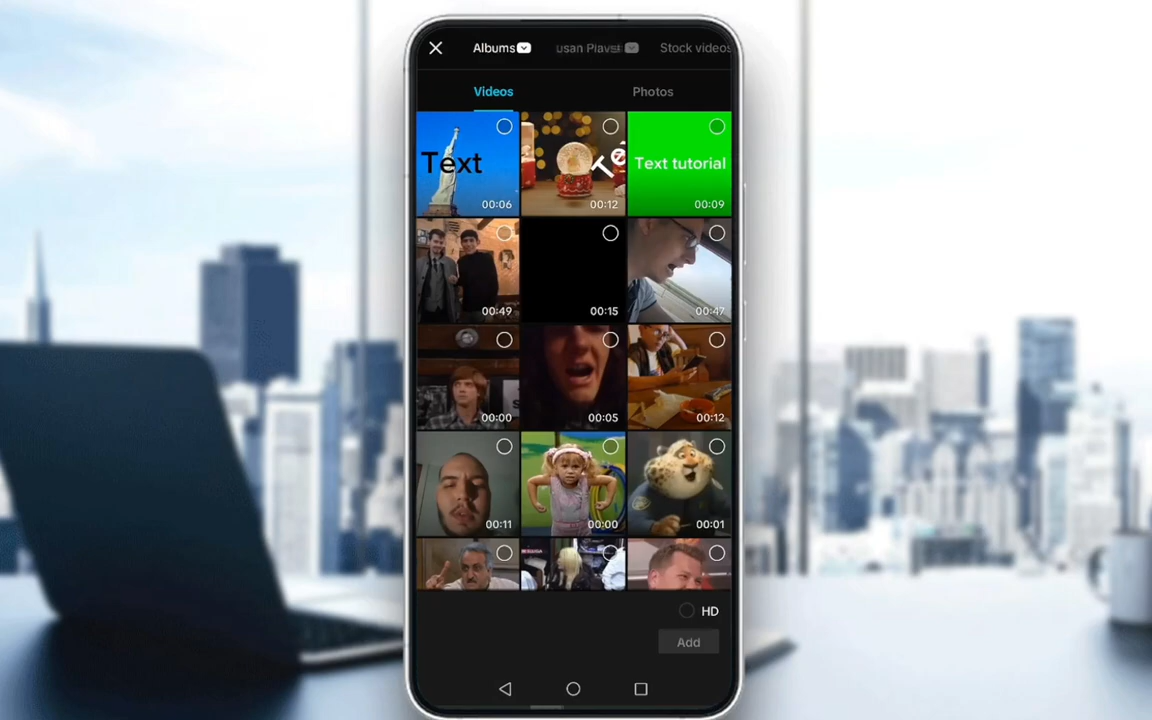 Albums
Stock videos
Videos Photos
Text
00:06
00:12
Text tutorial
00:09
00:49
00:15
00:47
00:00
00:05
00:12
00:11
00:00
00:01
HD
Add